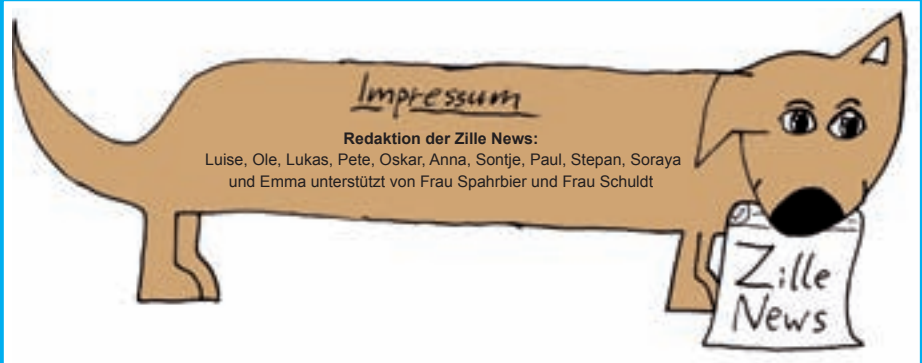 Impressum
Redaktion der Zille News:
Luise, Ole, Lukas, Pete, Oskar, Anna, Sontje, Paul, Stepan, Soraya
und Emma unterstützt von Frau Spahrbier und Frau Schuldt
Zille
News